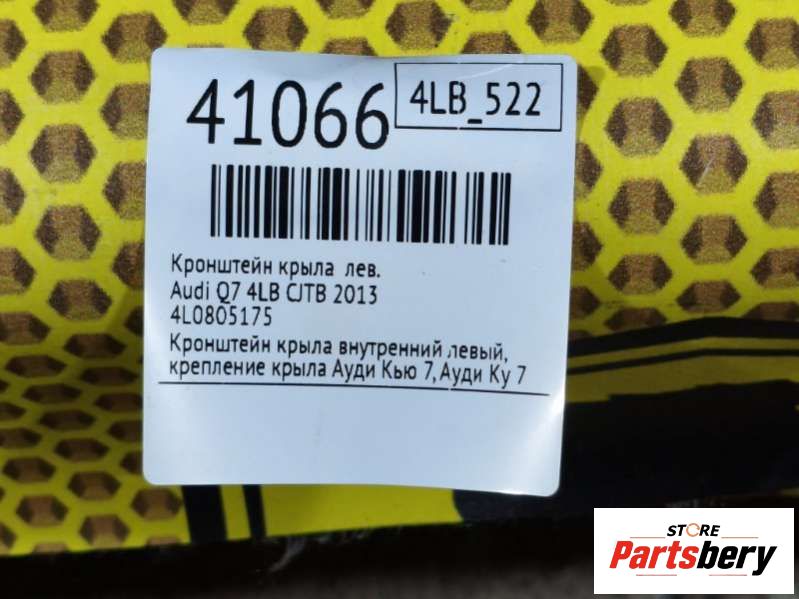 41066
4LB_522
Кронштейн крыла лев.
Audi Q7 4LB CJTB 2013
4L0805175
Кронштейн крыла внутренний левый,
крепление крыла Ауди Кью 7, Ауди Ку 7
STORE
Partsbery